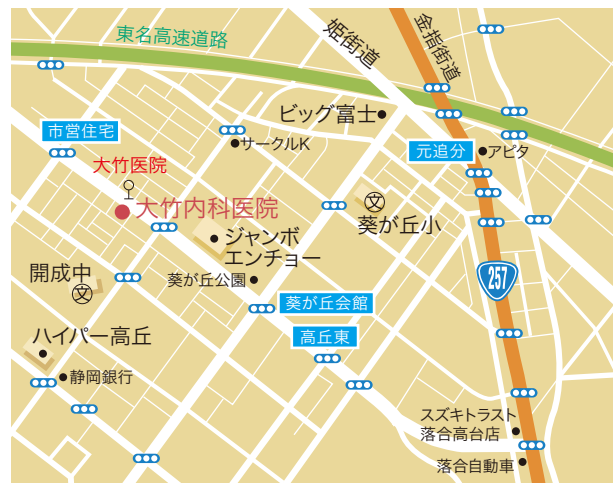 東名高速道路
姫街道
金指街道
ビッグ富士
市営住宅
サークルK
元追分
アピタ
大竹医院
大竹内科医院
葵が丘小
文
ジャンボ
エンチョー
開成中
文
葵が丘公園
257
葵が丘会館
高丘東
ハイパー高丘
静岡銀行
スズキトラスト
落合高台店
落合自動車